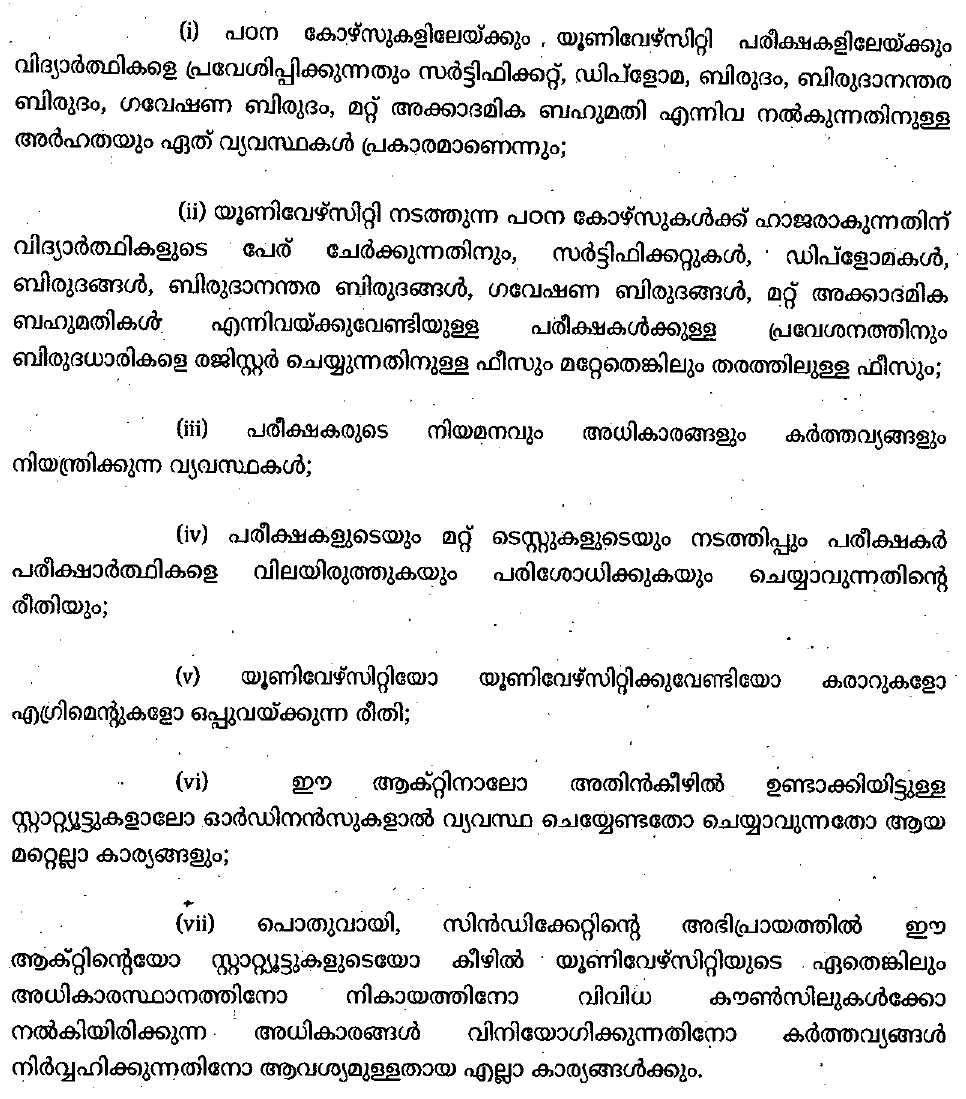 (i) പഠന കോഴ്സുകളിലേയ്ക്കും , യൂണിവേഴ്സിറ്റി പരീക്ഷകളിലേയ്ക്കും
വിദ്യാർത്ഥികളെ പ്രവേശിപ്പിക്കുന്നതും സർട്ടിഫിക്കറ്റ്, ഡിപ്ളോമ, ബിരുദം, ബിരുദാനന്തര
ബിരുദം, ഗവേഷണ ബിരുദം, മറ്റ് അക്കാദമിക ബഹുമതി എന്നിവ നൽകുന്നതിനുള്ള
അർഹതയും ഏത് വ്യവസ്ഥകൾ പ്രകാരമാണെന്നും;
(ii) യൂണിവേഴ്സിറ്റി നടത്തുന്ന പഠന കോഴ്സുകൾക്ക് ഹാജരാകുന്നതിന്
വിദ്യാർത്ഥികളുടെ പേര് ചേർക്കുന്നതിനും, സർട്ടിഫിക്കറ്റുകൾ, ഡിപ്ളോമകൾ,
ബിരുദങ്ങൾ, ബിരുദാനന്തര ബിരുദങ്ങൾ, ഗവേഷണ ബിരുദങ്ങൾ, മറ്റ് അക്കാദമിക
ബഹുമതികൾ എന്നിവയ്ക്കുവേണ്ടിയുള്ള പരീക്ഷകൾക്കുള്ള പ്രവേശനത്തിനും
ബിരുദധാരികളെ രജിസ്റ്റർ ചെയ്യുന്നതിനുള്ള ഫീസും മറ്റേതെങ്കിലും തരത്തിലുള്ള ഫീസും;
(iii) പരീക്ഷകരുടെ നിയമനവും അധികാരങ്ങളും കർത്തവ്യങ്ങളും
നിയന്ത്രിക്കുന്ന വ്യവസ്ഥകൾ;
(iv) പരീക്ഷകളുടെയും മറ്റ് ടെസ്റ്റുകളുടെയും നടത്തിപ്പും പരീക്ഷകർ
പരീക്ഷാർത്ഥികളെ വിലയിരുത്തുകയും പരിശോധിക്കുകയും ചെയ്യാവുന്നതിന്റെ
രീതിയും;
(v) യൂണിവേഴ്സിറ്റിയോ യൂണിവേഴ്സിറ്റിക്കുവേണ്ടിയോ കരാറുകളോ
എഗ്രിമെന്റുകളോ ഒപ്പുവയ്ക്കുന്ന രീതി;
(vi) ഈ ആക്റ്റിനാലോ അതിൻകീഴിൽ ഉണ്ടാക്കിയിട്ടുള്ള
സ്റ്റാറ്റ്യൂട്ടുകളാലോ ഓർഡിനൻസുകളാൽ വ്യവസ്ഥ ചെയ്യേണ്ടതോ ചെയ്യാവുന്നതോ ആയ
മറ്റെല്ലാ കാര്യങ്ങളും;
(vii) പൊതുവായി, സിൻഡിക്കേറ്റിന്റെ അഭിപ്രായത്തിൽ ഈ
ആക്റ്റിന്റെയോ സ്റ്റാറ്റ്യൂട്ടുകളുടെയോ കീഴിൽ യൂണിവേഴ്സിറ്റിയുടെ ഏതെങ്കിലും
അധികാരസ്ഥാനത്തിനോ നികായത്തിനോ വിവിധ കൗൺസിലുകൾക്കോ
നൽകിയിരിക്കുന്ന അധികാരങ്ങൾ വിനിയോഗിക്കുന്നതിനോ കർത്തവ്യങ്ങൾ
നിർവ്വഹിക്കുന്നതിനോ ആവശ്യമുള്ളതായ എല്ലാ കാര്യങ്ങൾക്കും.